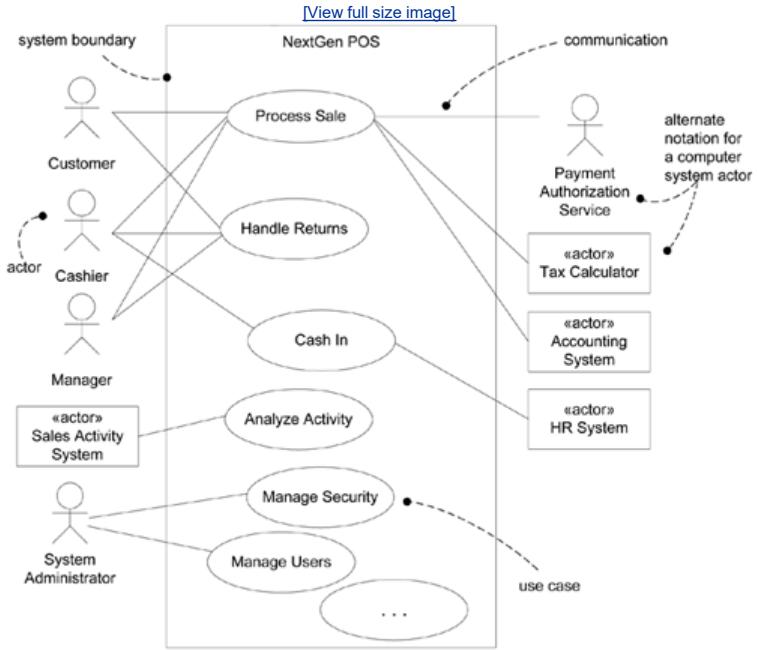 [View full size image]
system boundary
NextGen POS
communication
Process Sale
Customer
alternate
notation for
a computer
system actor
Payment
Authorization
Service
Handle Returns
actor
Cashier
«actor»
Tax Calculator
Cash In
«actor»
Accounting
System
Manager
«actor»
Sales Activity
System
Analyze Activity
«actor»
HR System
Manage Security
System
Administrator
Manage Users
use case
. . .